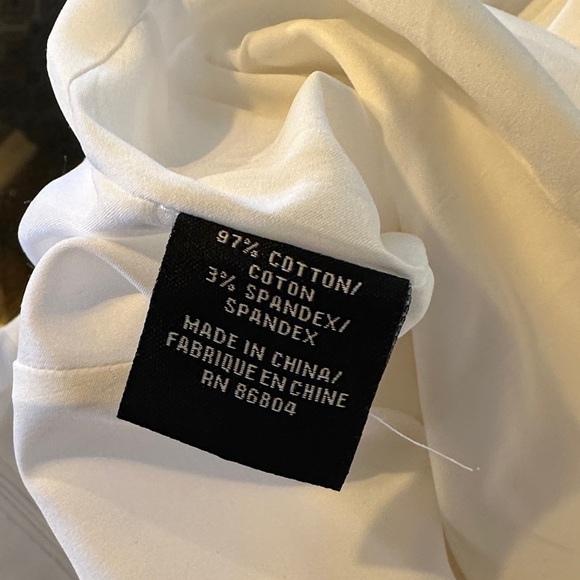 97% COTTON/
COTON
3% SPANDEX/
SPANDEX
MADE IN CHINA/
FABRIQUE EN CHINE
RN 86804